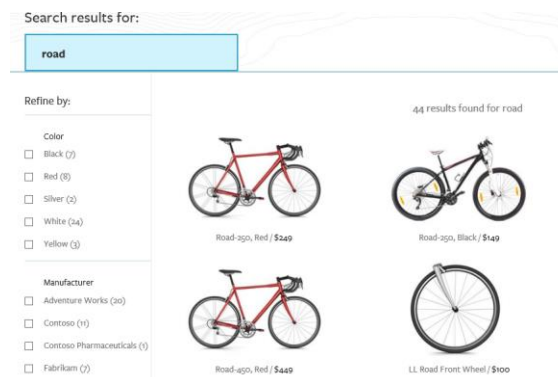 Search results for:
road
Refine by:
44 results found for road
Color
Black (7)
Red (8)
Silver (2)
White (24)
Yellow (3)
Manufacturer
Adventure Works (20)
Contoso (11)
Contoso Pharmaceuticals (1)
Fabrikam (7)
Road-250, Red / $249
Road-250, Black / $149
Road-450, Red / $449
LL Road Front Wheel / $100